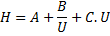 H = A + B/U + C.U